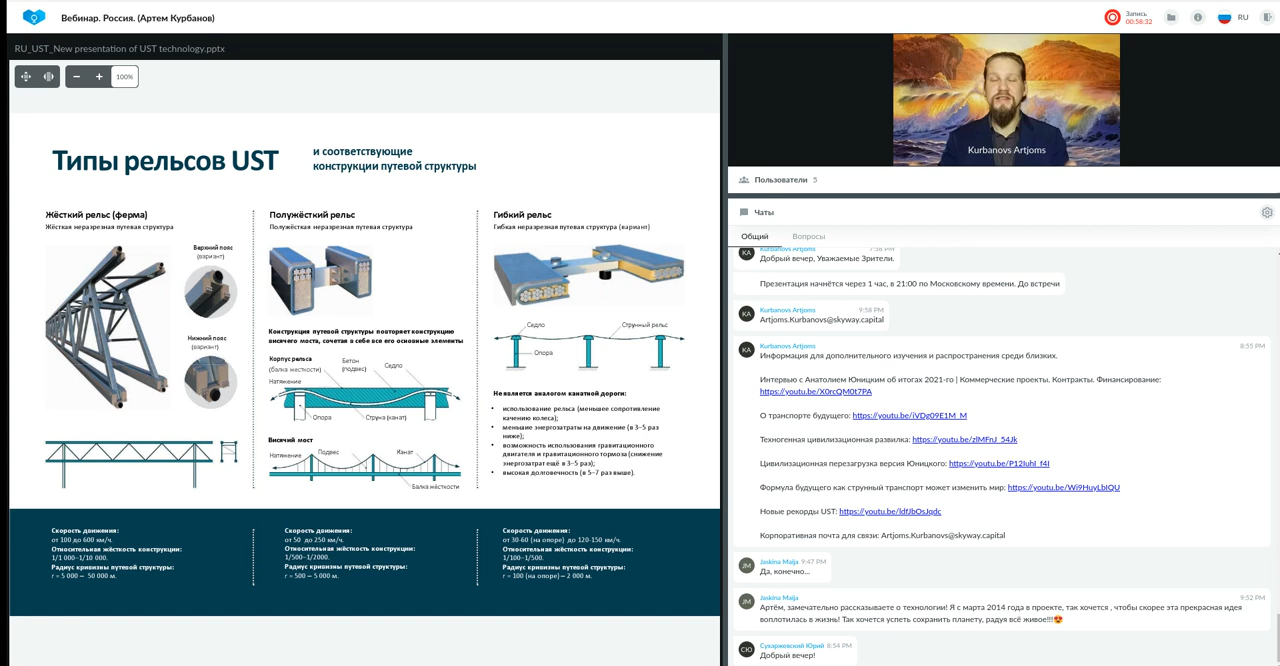 Вебинар. Россия. (Артем Курбанов)
Запись
00:58:32
RU
RU_UST_New presentation of UST technology.pptx
100%
Типы рельсов UST
и соответствующие
конструкции путевой структуры
Жёсткий рельс (ферма)
Жёсткая неразрезная путевая структура
Верхний пояс
(вариант)
Нижний пояс
(вариант)
Полужёсткий рельс
Полужёсткая неразрезная путевая структура
Конструкция путевой структуры повторяет конструкцию
висячего моста, сочетая в себе все его основные элементы
Корпус рельса
(балка жесткости)
Бетон
(подвес)
Седло
Натяжение
Опора
Струна (канат)
Висячий мост
Натяжение
Подвес
Канат
Балка жёсткости
Гибкий рельс
Гибкая неразрезная путевая структура (вариант)
Седло
Струнный рельс
Опора
Не является аналогом канатной дороги:
• использование рельса (меньшее сопротивление
качению колеса);
• меньшие энергозатраты на движение (в 3–5 раз
ниже);
• возможность использования гравитационного
двигателя и гравитационного тормоза (снижение
энергозатрат ещё в 3–5 раз);
• высокая долговечность (в 5–7 раз выше).
Скорость движения:
от 100 до 600 км/ч.
Относительная жёсткость конструкции:
1/1 000–1/10 000.
Радиус кривизны путевой структуры:
r = 5 000 – 50 000 м.
Скорость движения:
от 50 до 250 км/ч.
Относительная жёсткость конструкции:
1/500–1/2000.
Радиус кривизны путевой структуры:
r = 500 – 5 000 м.
Скорость движения:
от 30-60 (на опоре) до 120-150 км/ч.
Относительная жёсткость конструкции:
1/100–1/500.
Радиус кривизны путевой структуры:
r = 100 (на опоре) – 2 000 м.
Kurbanovs Artjoms
Пользователи 5
Чаты
Общий Вопросы
KA Kurbanovs Artjoms 7:58 PM
Добрый вечер, Уважаемые Зрители.
Презентация начнётся через 1 час, в 21:00 по Московскому времени. До встречи
KA Kurbanovs Artjoms 9:58 PM
Artjoms.Kurbanovs@skyway.capital
KA Kurbanovs Artjoms 8:55 PM
Информация для дополнительного изучения и распространения среди близких.
Интервью с Анатолием Юницким об итогах 2021-го | Коммерческие проекты. Контракты. Финансирование:
https://youtu.be/X0rcQM0t7PA
О транспорте будущего: https://youtu.be/iVDg09E1M_M
Техногенная цивилизационная развилка: https://youtu.be/zlMFnJ_54Jk
Цивилизационная перезагрузка версия Юницкого: https://youtu.be/P12IuhI_f4I
Формула будущего как струнный транспорт может изменить мир: https://youtu.be/Wi9HuyLbIQU
Новые рекорды UST: https://youtu.be/ldfJbOsJqdc
Корпоративная почта для связи: Artjoms.Kurbanovs@skyway.capital
JM Jaskina Maija 9:47 PM
Да, конечно...
JM Jaskina Maija 9:52 PM
Артём, замечательно рассказываете о технологии! Я с марта 2014 года в проекте, так хочется , чтобы скорее эта прекрасная идея
воплотилась в жизнь! Так хочется успеть сохранить планету, радуя всё живое!!!😍
СЮ Сухаржевский Юрий 8:54 PM
Добрый вечер!